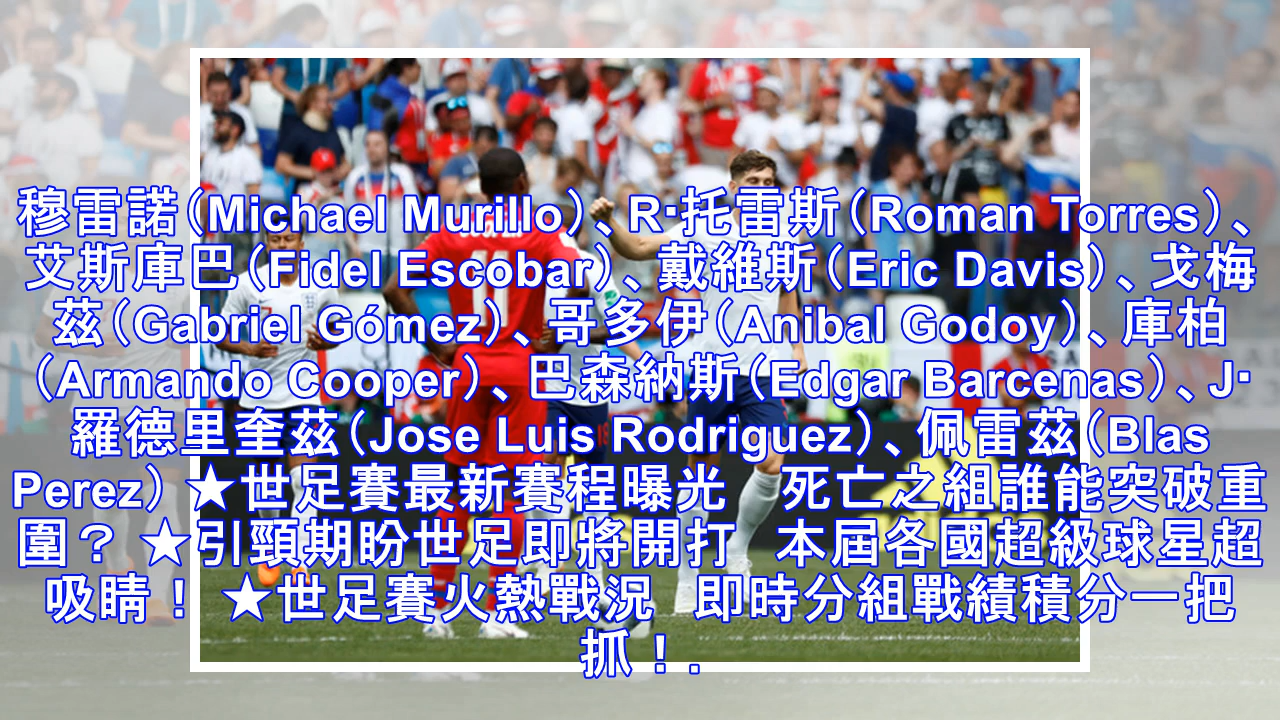 穆雷諾（Michael Murillo）、R·托雷斯（Roman Torres）、
艾斯庫巴（Fidel Escobar）、戴維斯（Eric Davis）、戈梅
茲（Gabriel Gómez）、哥多伊（Anibal Godoy）、庫柏
（Armando Cooper）、巴森納斯（Edgar Barcenas）、J·
羅德里奎茲（Jose Luis Rodriguez）、佩雷茲（Blas
Perez） ★世足賽最新賽程曝光　死亡之組誰能突破重
圍？ ★引頸期盼世足即將開打　本屆各國超級球星超
吸睛！ ★世足賽火熱戰況　即時分組戰績積分一把
抓！.
11